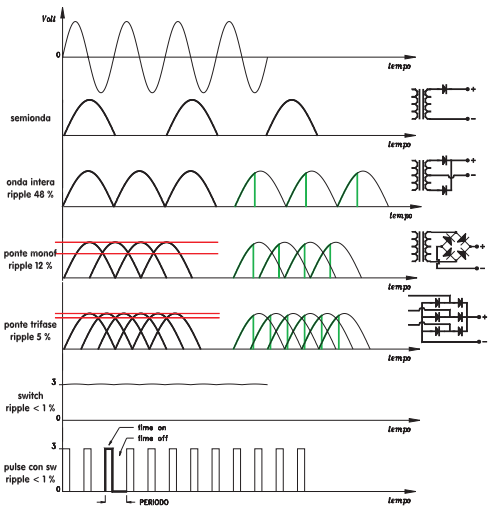 Volt
0
tempo
semionda
tempo
+
−
onda intera
ripple 48 %
tempo
+
−
ponte monof
ripple 12 %
tempo
+
−
ponte trifase
ripple 5 %
tempo
+
−
3
switch
ripple < 1 %
0
tempo
time on
time off
3
pulse con sw
ripple < 1 %
0
PERIODO
tempo